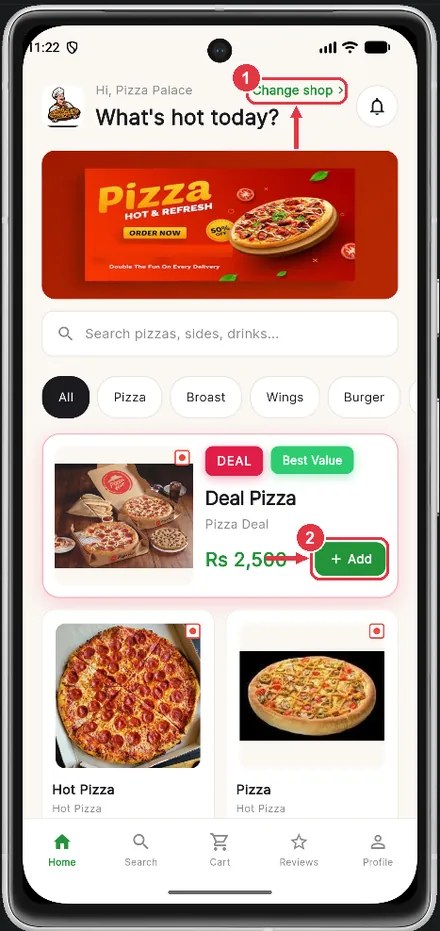 11:22
1
Hi, Pizza Palace
Change shop ›
What's hot today?
Pizza
HOT & REFRESH
ORDER NOW
50%
Double The Fun On Every Delivery
Search pizzas, sides, drinks...
All
Pizza
Broast
Wings
Burger
DEAL
Best Value
Deal Pizza
Pizza Deal
2
Rs 2,500
+ Add
Hot Pizza
Pizza
Hot Pizza
Hot Pizza
Home
Search
Cart
Reviews
Profile